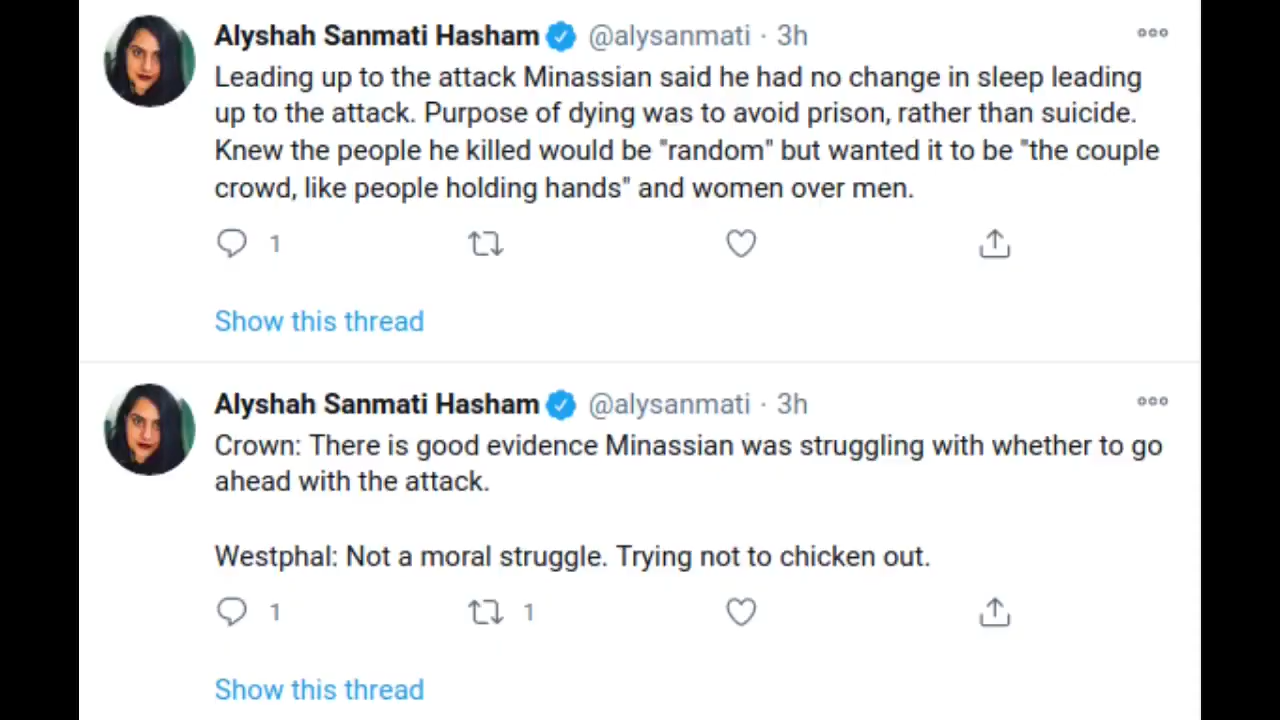 Alyshah Sanmati Hasham @alysanmati · 3h
Leading up to the attack Minassian said he had no change in sleep leading
up to the attack. Purpose of dying was to avoid prison, rather than suicide.
Knew the people he killed would be "random" but wanted it to be "the couple
crowd, like people holding hands" and women over men.
1
Show this thread
Alyshah Sanmati Hasham @alysanmati · 3h
Crown: There is good evidence Minassian was struggling with whether to go
ahead with the attack.
Westphal: Not a moral struggle. Trying not to chicken out.
1 1
Show this thread